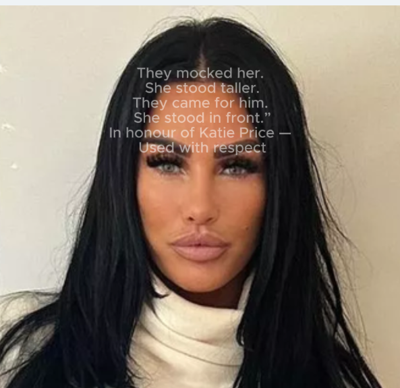 They mocked her.
She stood taller.
They came for him.
She stood in front.”
In honour of Katie Price —
Used with respect